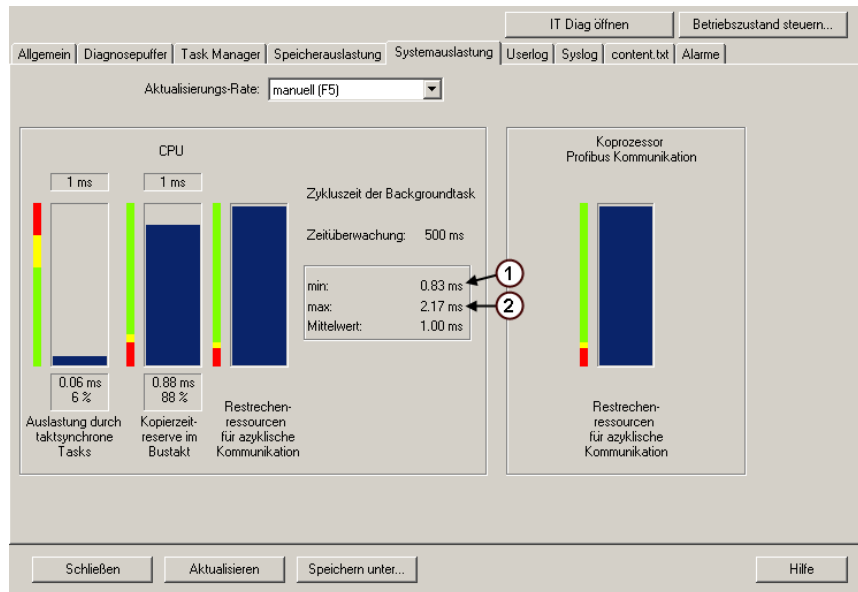 IT Diag öffnen
Betriebszustand steuern...
Allgemein
Diagnosepuffer
Task Manager
Speicherauslastung
Systemauslastung
Userlog
Syslog
content.txt
Alarme
Aktualisierungs-Rate: manuell (F5)
CPU
1 ms
1 ms
0.06 ms
6 %
Auslastung durch
taktsynchrone
Tasks
0.88 ms
88 %
Kopierzeit-
reserve im
Bustakt
Restrechen-
ressourcen
für azyklische
Kommunikation
Zykluszeit der Backgroundtask
Zeitüberwachung: 500 ms
min: 0.83 ms
1
max: 2.17 ms
2
Mittelwert: 1.00 ms
Koprozessor
Profibus Kommunikation
Restrechen-
ressourcen
für azyklische
Kommunikation
Schließen
Aktualisieren
Speichern unter...
Hilfe